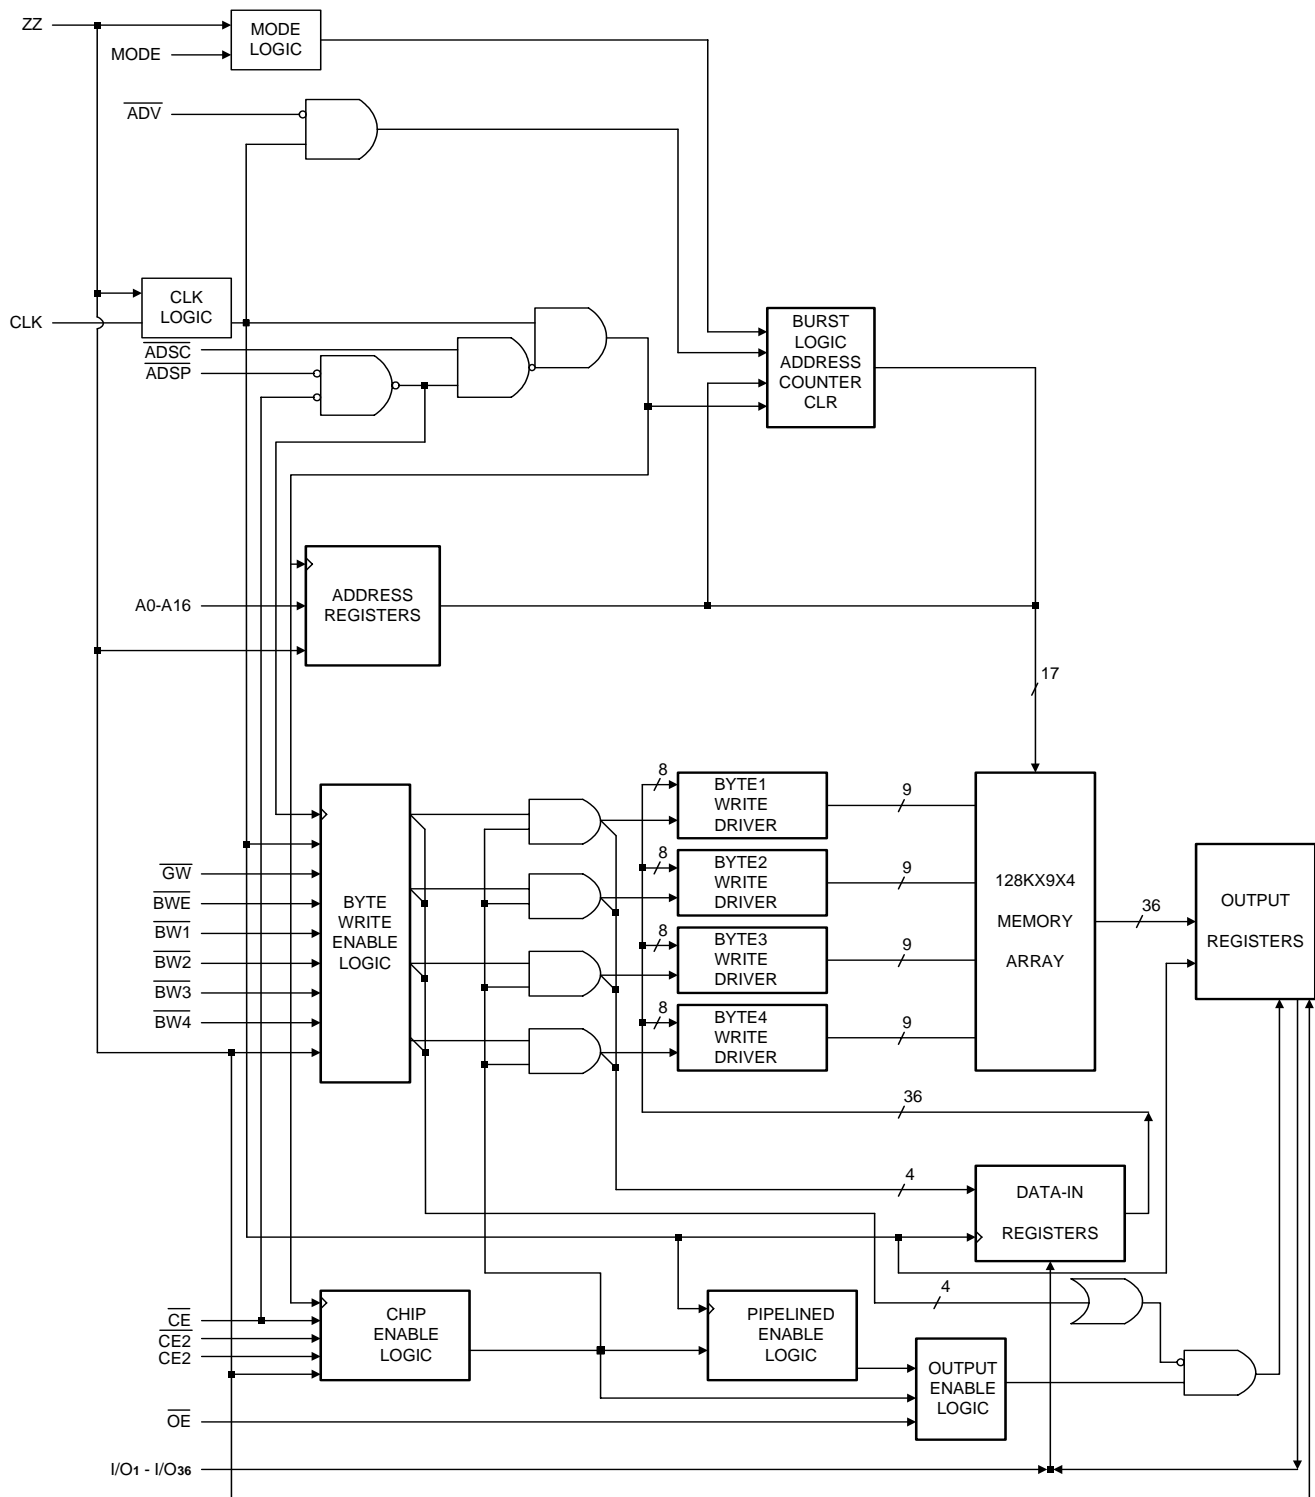 ZZ
MODE
LOGIC
MODE
ADV
CLK
LOGIC
CLK
ADSC
ADSP
BURST
LOGIC
ADDRESS
COUNTER
CLR
A0-A16
ADDRESS
REGISTERS
17
8
BYTE1
WRITE
DRIVER
9
8
BYTE2
WRITE
DRIVER
9
8
BYTE3
WRITE
DRIVER
9
8
BYTE4
WRITE
DRIVER
9
GW
BWE
BW1
BW2
BW3
BW4
BYTE
WRITE
ENABLE
LOGIC
128KX9X4
MEMORY
ARRAY
36
OUTPUT
REGISTERS
36
4
DATA-IN
REGISTERS
4
CE
CE2
CE2
CHIP
ENABLE
LOGIC
PIPELINED
ENABLE
LOGIC
OUTPUT
ENABLE
LOGIC
OE
I/O1 - I/O36